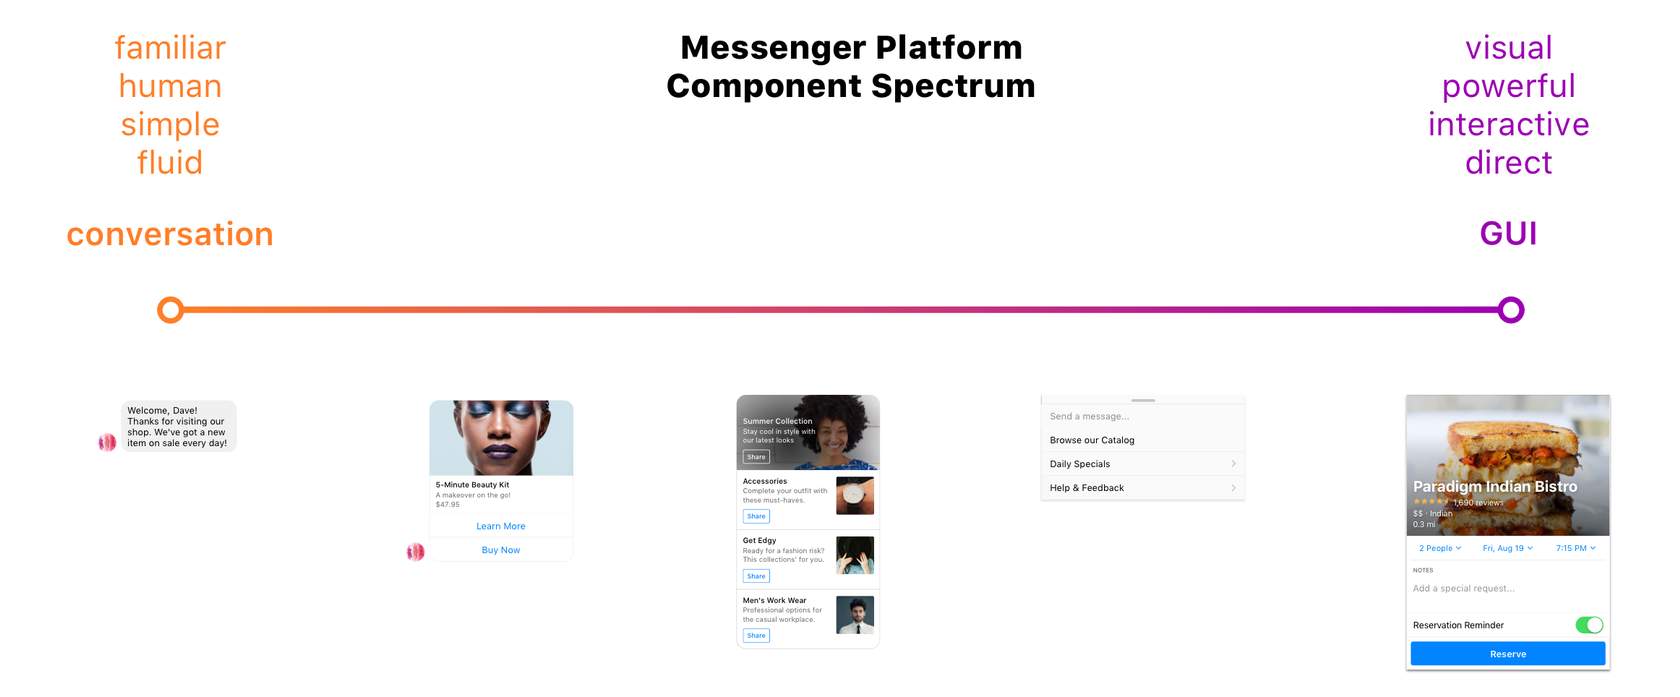 familiar
human
simple
fluid
conversation
Messenger Platform
Component Spectrum
visual
powerful
interactive
direct
GUI
Welcome, Dave!
Thanks for visiting our
shop. We've got a new
item on sale every day!
5-Minute Beauty Kit
A makeover on the go!
$47.95
Learn More
Buy Now
Summer Collection
Stay cool in style with
our latest looks
Share
Accessories
Complete your outfit with
these must-haves.
Share
Get Edgy
Ready for a fashion risk?
This collections' for you.
Share
Men's Work Wear
Professional options for
the casual workplace.
Share
Send a message...
Browse our Catalog
Daily Specials
Help & Feedback
Paradigm Indian Bistro
1,690 reviews
$$ · Indian
0.3 mi
2 People Fri, Aug 19 7:15 PM
NOTES
Add a special request...
Reservation Reminder
Reserve